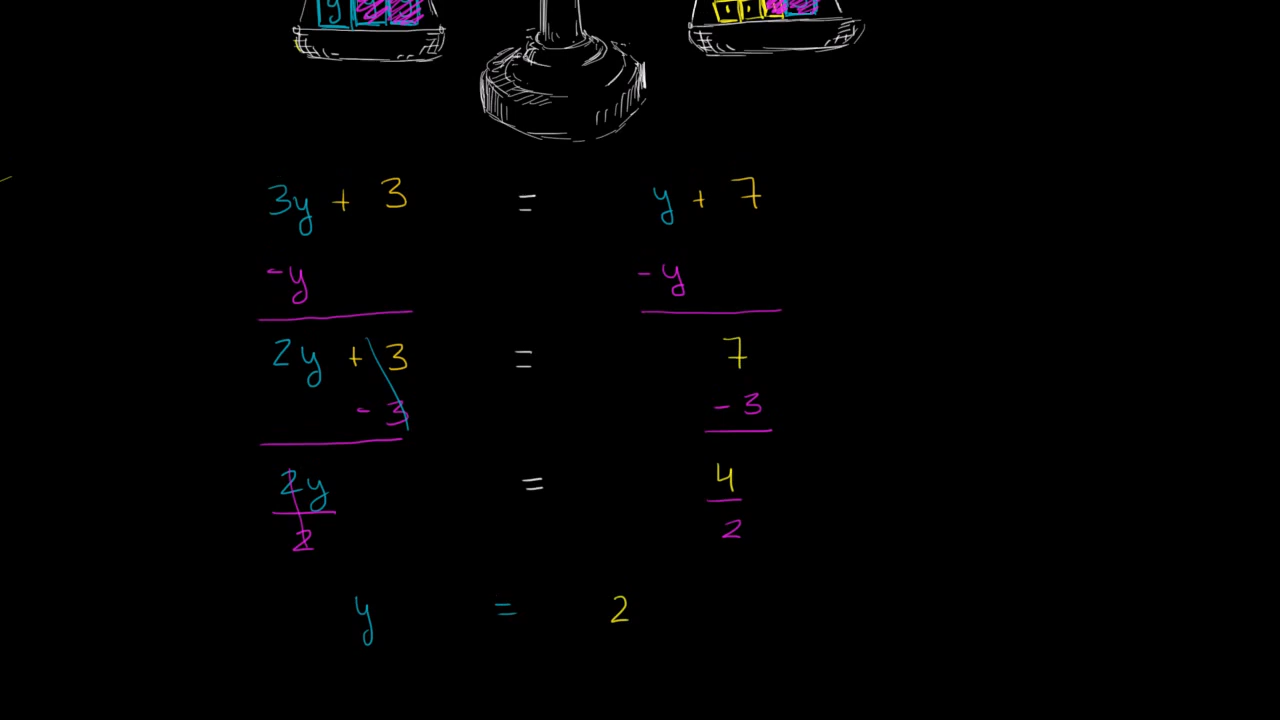 y
3y + 3 = y + 7
-y -y
2y + 3 = 7
- 3 - 3
2y = 4
2 2
y = 2